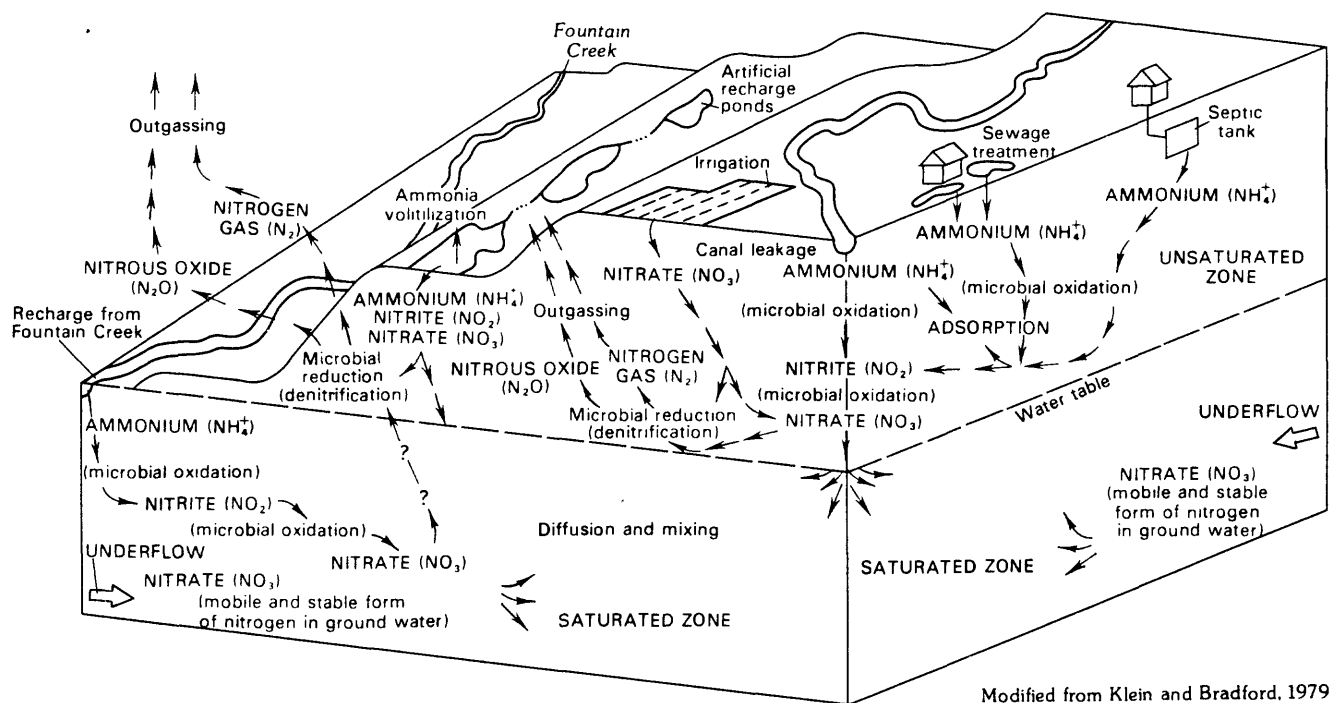 Fountain
Creek
Artificial
recharge
ponds
Septic
tank
Sewage
treatment
Irrigation
Outgassing
Ammonia
volitilization
NITROGEN
GAS (N₂)
AMMONIUM (NH₄⁺)
AMMONIUM (NH₄⁺)
Canal leakage
UNSATURATED
ZONE
NITROUS OXIDE
(N₂O)
NITRATE (NO₃)
AMMONIUM (NH₄⁺)
(microbial oxidation)
Recharge from
Fountain Creek
AMMONIUM (NH₄⁺)
NITRITE (NO₂)
NITRATE (NO₃)
Outgassing
(microbial oxidation)
ADSORPTION
Microbial
reduction
(denitrification)
NITROUS OXIDE
(N₂O)
NITROGEN
GAS (N₂)
NITRITE (NO₂)
(microbial oxidation)
Water table
Microbial reduction
(denitrification)
NITRATE (NO₃)
UNDERFLOW
AMMONIUM (NH₄⁺)
(microbial oxidation)
?
?
NITRITE (NO₂)
(microbial oxidation)
NITRATE (NO₃)
Diffusion and mixing
NITRATE (NO₃)
(mobile and stable
form of nitrogen
in ground water)
UNDERFLOW
NITRATE (NO₃)
(mobile and stable form
of nitrogen in ground water)
SATURATED ZONE
SATURATED ZONE
Modified from Klein and Bradford, 1979